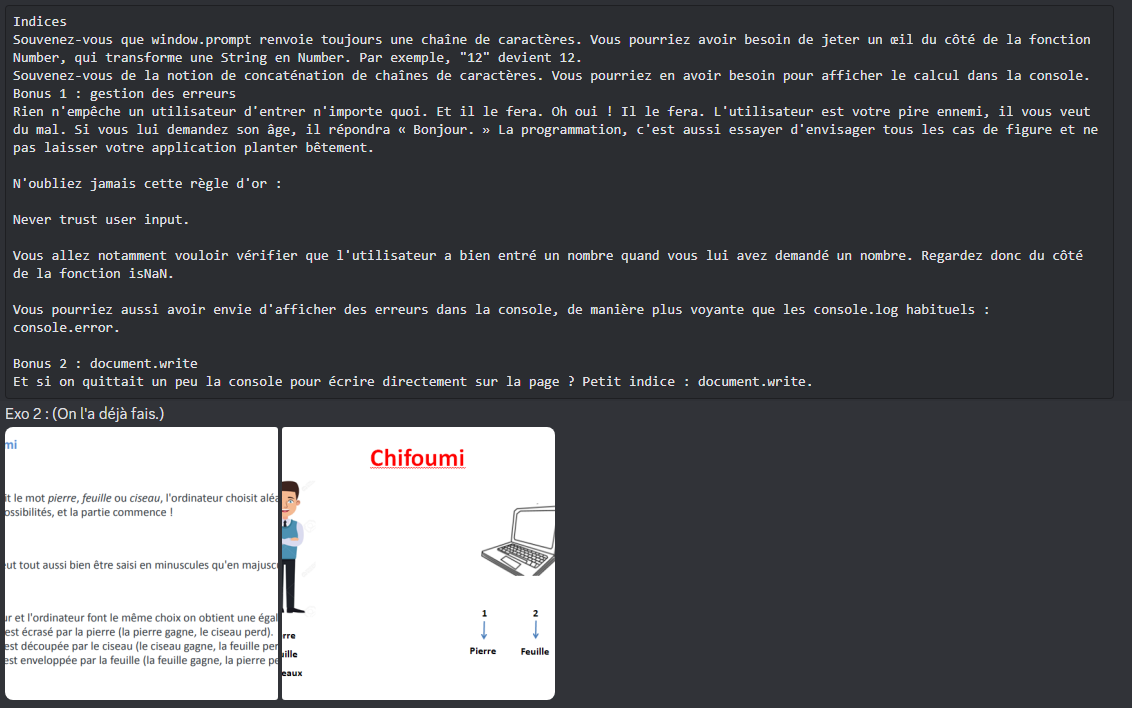 Indices
Souvenez-vous que window.prompt renvoie toujours une chaîne de caractères. Vous pourriez avoir besoin de jeter un œil du côté de la fonction
Number, qui transforme une String en Number. Par exemple, "12" devient 12.
Souvenez-vous de la notion de concaténation de chaînes de caractères. Vous pourriez en avoir besoin pour afficher le calcul dans la console.
Bonus 1 : gestion des erreurs
Rien n'empêche un utilisateur d'entrer n'importe quoi. Et il le fera. Oh oui ! Il le fera. L'utilisateur est votre pire ennemi, il vous veut
du mal. Si vous lui demandez son âge, il répondra « Bonjour. » La programmation, c'est aussi essayer d'envisager tous les cas de figure et ne
pas laisser votre application planter bêtement.
N'oubliez jamais cette règle d'or :
Never trust user input.
Vous allez notamment vouloir vérifier que l'utilisateur a bien entré un nombre quand vous lui avez demandé un nombre. Regardez donc du côté
de la fonction isNaN.
Vous pourriez aussi avoir envie d'afficher des erreurs dans la console, de manière plus voyante que les console.log habituels :
console.error.
Bonus 2 : document.write
Et si on quittait un peu la console pour écrire directement sur la page ? Petit indice : document.write.
Exo 2 : (On l'a déjà fais.)
mi
it le mot pierre, feuille ou ciseau, l'ordinateur choisit aléa
ossibilités, et la partie commence !
ut tout aussi bien être saisi en minuscules qu'en majuscu
ur et l'ordinateur font le même choix on obtient une égal
est écrasé par la pierre (la pierre gagne, le ciseau perd).
est découpée par le ciseau (le ciseau gagne, la feuille per
est enveloppée par la feuille (la feuille gagne, la pierre pe
Chifoumi
1 2
Pierre Feuille
rre
uille
eaux